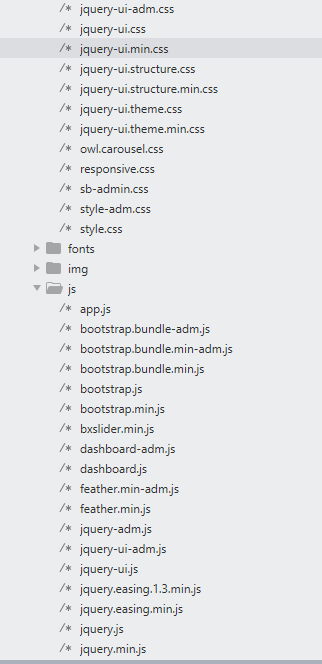 /* jquery-ui-adm.css
/* jquery-ui.css
/* jquery-ui.min.css
/* jquery-ui.structure.css
/* jquery-ui.structure.min.css
/* jquery-ui.theme.css
/* jquery-ui.theme.min.css
/* owl.carousel.css
/* responsive.css
/* sb-admin.css
/* style-adm.css
/* style.css
fonts
img
js
/* app.js
/* bootstrap.bundle-adm.js
/* bootstrap.bundle.min-adm.js
/* bootstrap.bundle.min.js
/* bootstrap.js
/* bootstrap.min.js
/* bxslider.min.js
/* dashboard-adm.js
/* dashboard.js
/* feather.min-adm.js
/* feather.min.js
/* jquery-adm.js
/* jquery-ui-adm.js
/* jquery-ui.js
/* jquery.easing.1.3.min.js
/* jquery.easing.min.js
/* jquery.js
/* jquery.min.js